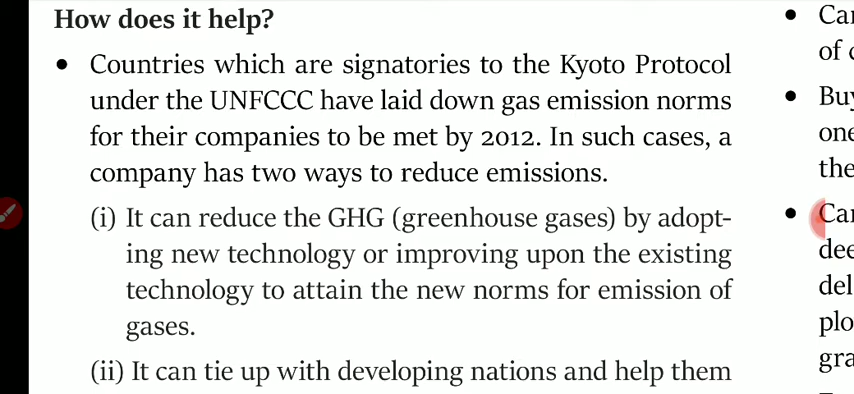 How does it help?
• Countries which are signatories to the Kyoto Protocol
under the UNFCCC have laid down gas emission norms
for their companies to be met by 2012. In such cases, a
company has two ways to reduce emissions.
(i) It can reduce the GHG (greenhouse gases) by adopt-
ing new technology or improving upon the existing
technology to attain the new norms for emission of
gases.
(ii) It can tie up with developing nations and help them
•
of
•
one
the
•